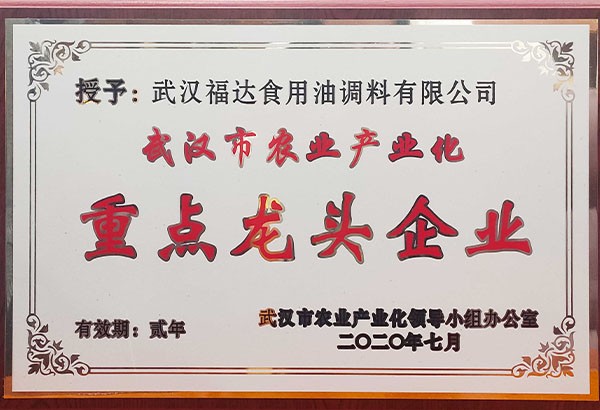 授予：武汉福达食用油调料有限公司
武汉市农业产业化
重点龙头企业
武汉市农业产业化领导小组办公室
有效期：贰年
二〇二〇年七月